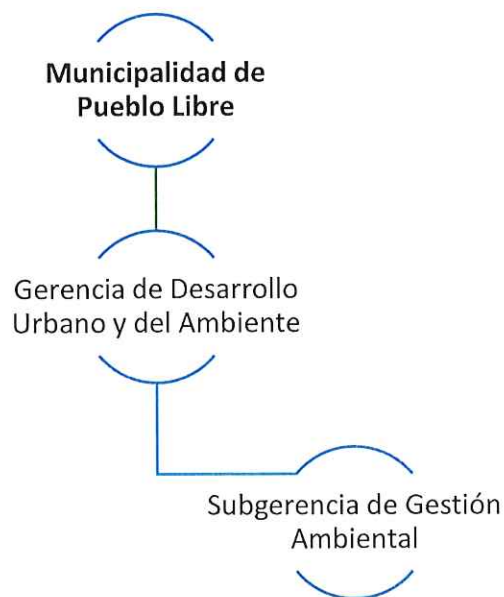 Municipalidad de
Pueblo Libre
Gerencia de Desarrollo
Urbano y del Ambiente
Subgerencia de Gestión
Ambiental